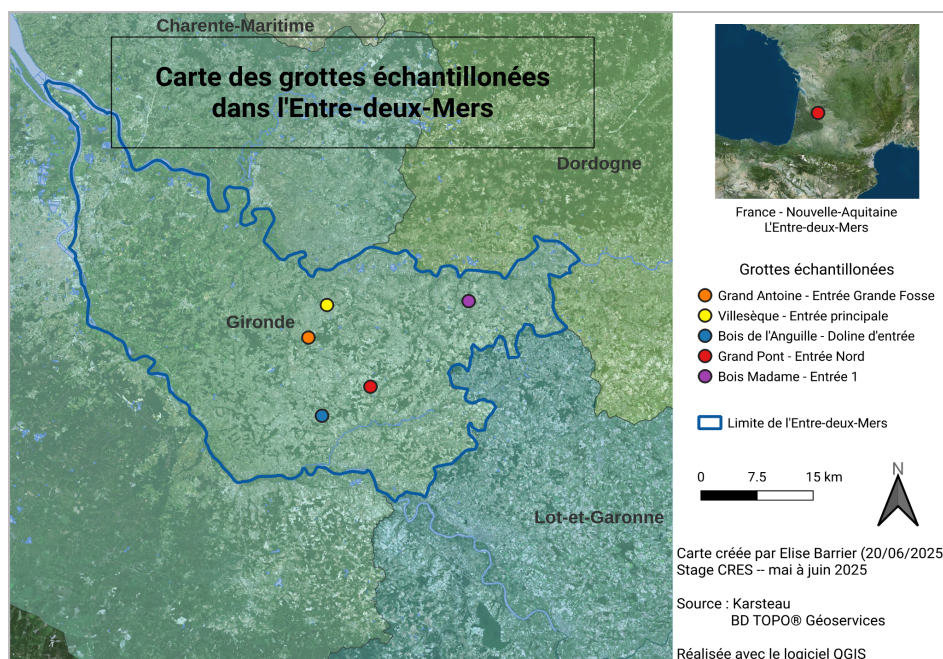 Charente-Maritime
Carte des grottes échantillonées
dans l'Entre-deux-Mers
Dordogne
Gironde
Lot-et-Garonne
France - Nouvelle-Aquitaine
L'Entre-deux-Mers
Grottes échantillonées
Grand Antoine - Entrée Grande Fosse
Villesèque - Entrée principale
Bois de l'Anguille - Doline d'entrée
Grand Pont - Entrée Nord
Bois Madame - Entrée 1
Limite de l'Entre-deux-Mers
0 7.5 15 km
N
Carte créée par Elise Barrier (20/06/2025
Stage CRES -- mai à juin 2025
Source : Karsteau
BD TOPO® Géoservices
Réalisée avec le logiciel QGIS